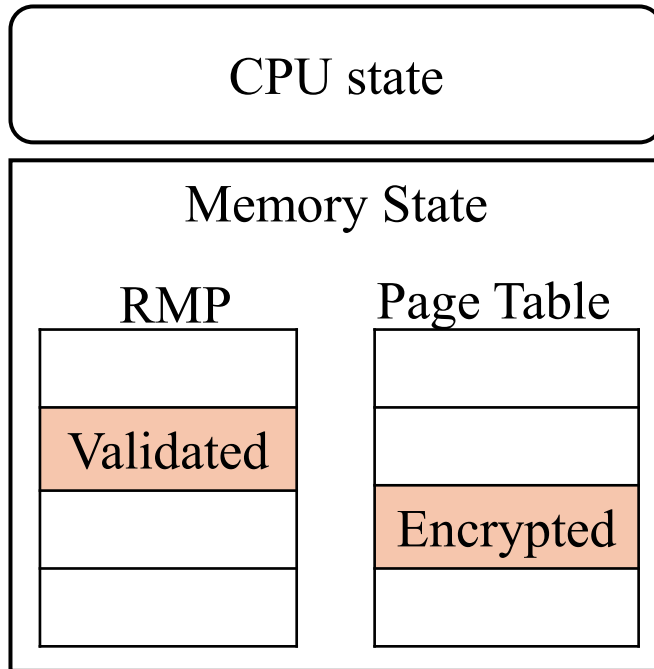 CPU state
Memory State
RMP
Page Table
Validated
Encrypted